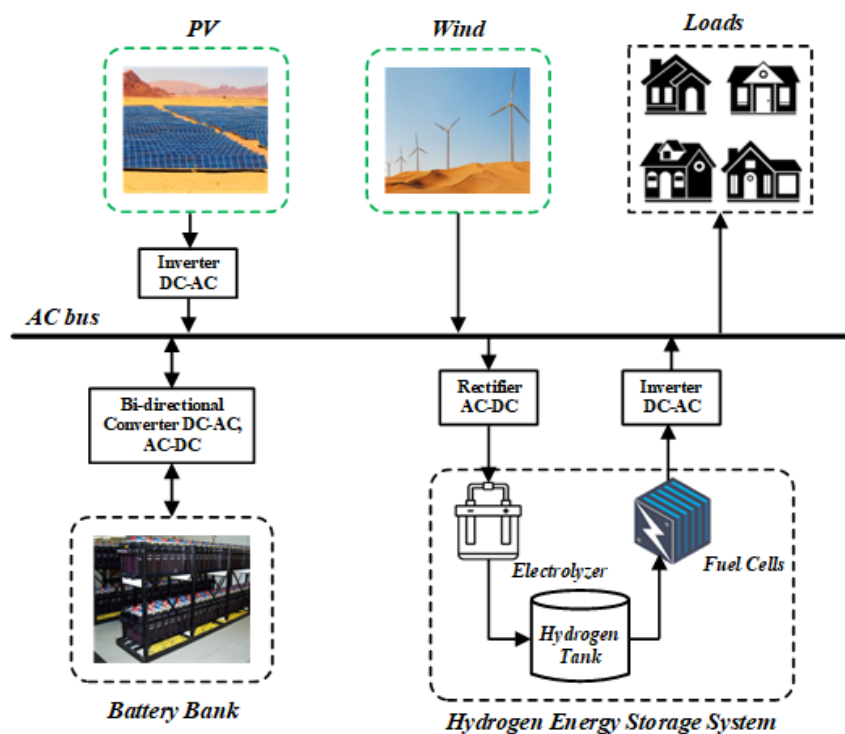 PV
Wind
Loads
Inverter
DC-AC
AC bus
Bi-directional
Converter DC-AC,
AC-DC
Rectifier
AC-DC
Inverter
DC-AC
Electrolyzer
Fuel Cells
Hydrogen
Tank
Battery Bank
Hydrogen Energy Storage System